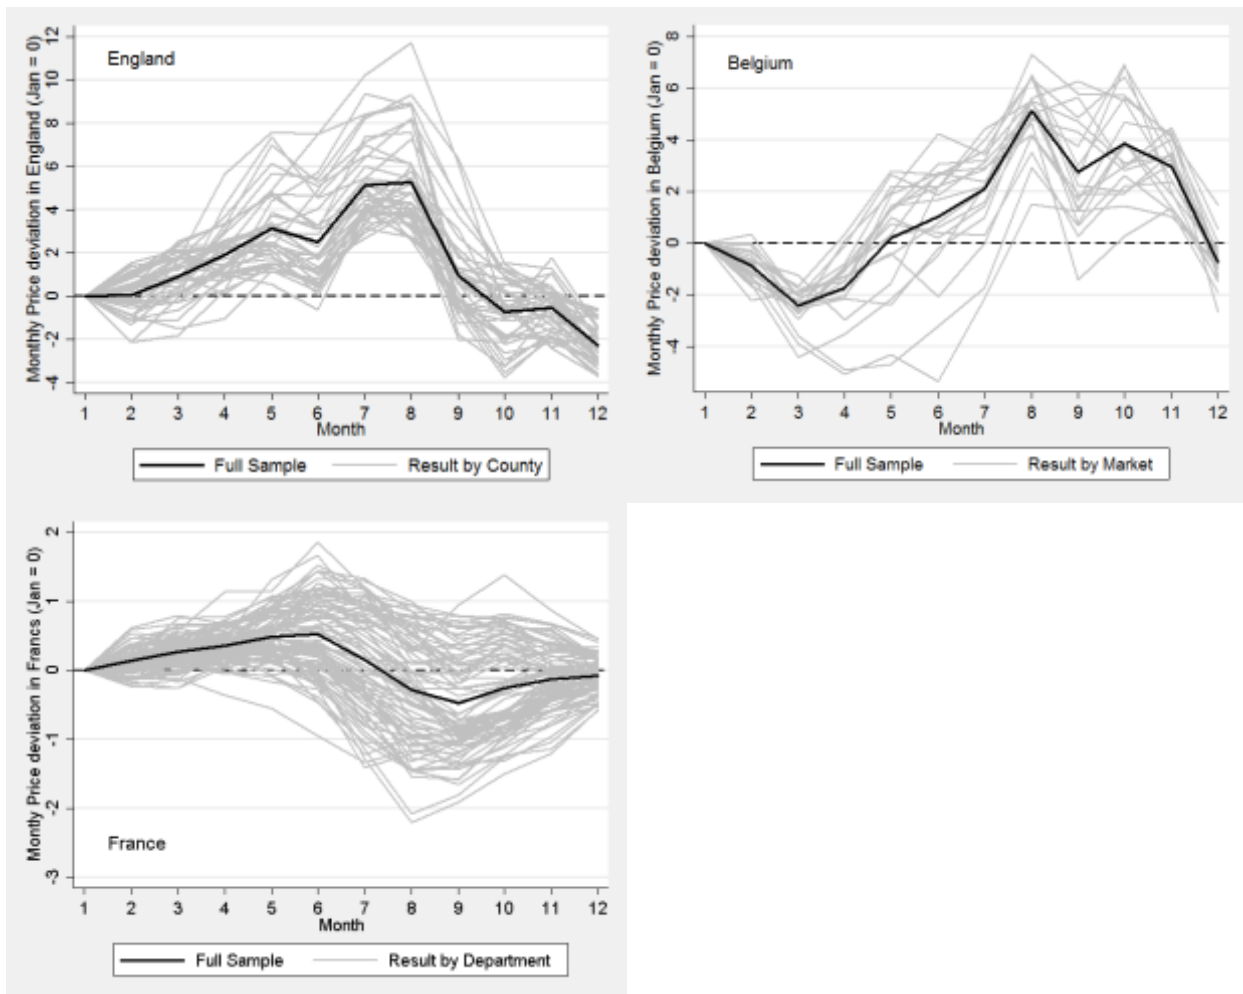 England
Monthly Price deviation in England (Jan = 0)
12
10
8
6
4
2
0
-2
-4
1 2 3 4 5 6 7 8 9 10 11 12
Month
Full Sample Result by County
Belgium
Monthly Price deviation in Belgium (Jan = 0)
8
6
4
2
0
-2
-4
1 2 3 4 5 6 7 8 9 10 11 12
Month
Full Sample Result by Market
France
Montly Price deviation in Francs (Jan = 0)
2
1
0
-1
-2
-3
1 2 3 4 5 6 7 8 9 10 11 12
Month
Full Sample Result by Department